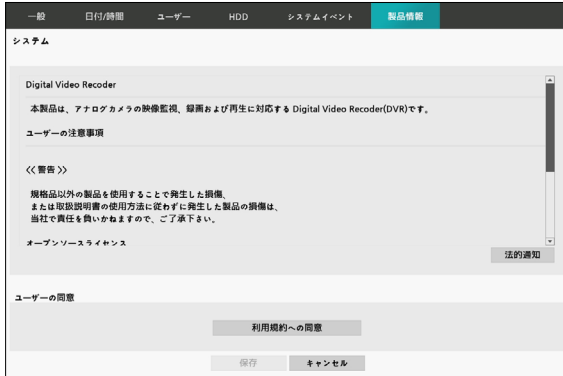 一般 日付/時間 ユーザー HDD システムイベント 製品情報
システム
Digital Video Recoder
本製品は、アナログカメラの映像監視、録画および再生に対応する Digital Video Recoder(DVR)です。
ユーザーの注意事項
《 警告 》
規格品以外の製品を使用することで発生した損傷、
または取扱説明書の使用方法に従わずに発生した製品の損傷は、
当社で責任を負いかねますので、ご了承下さい。
オープンソースライセンス
法的通知
ユーザーの同意
利用規約への同意
保存 キャンセル